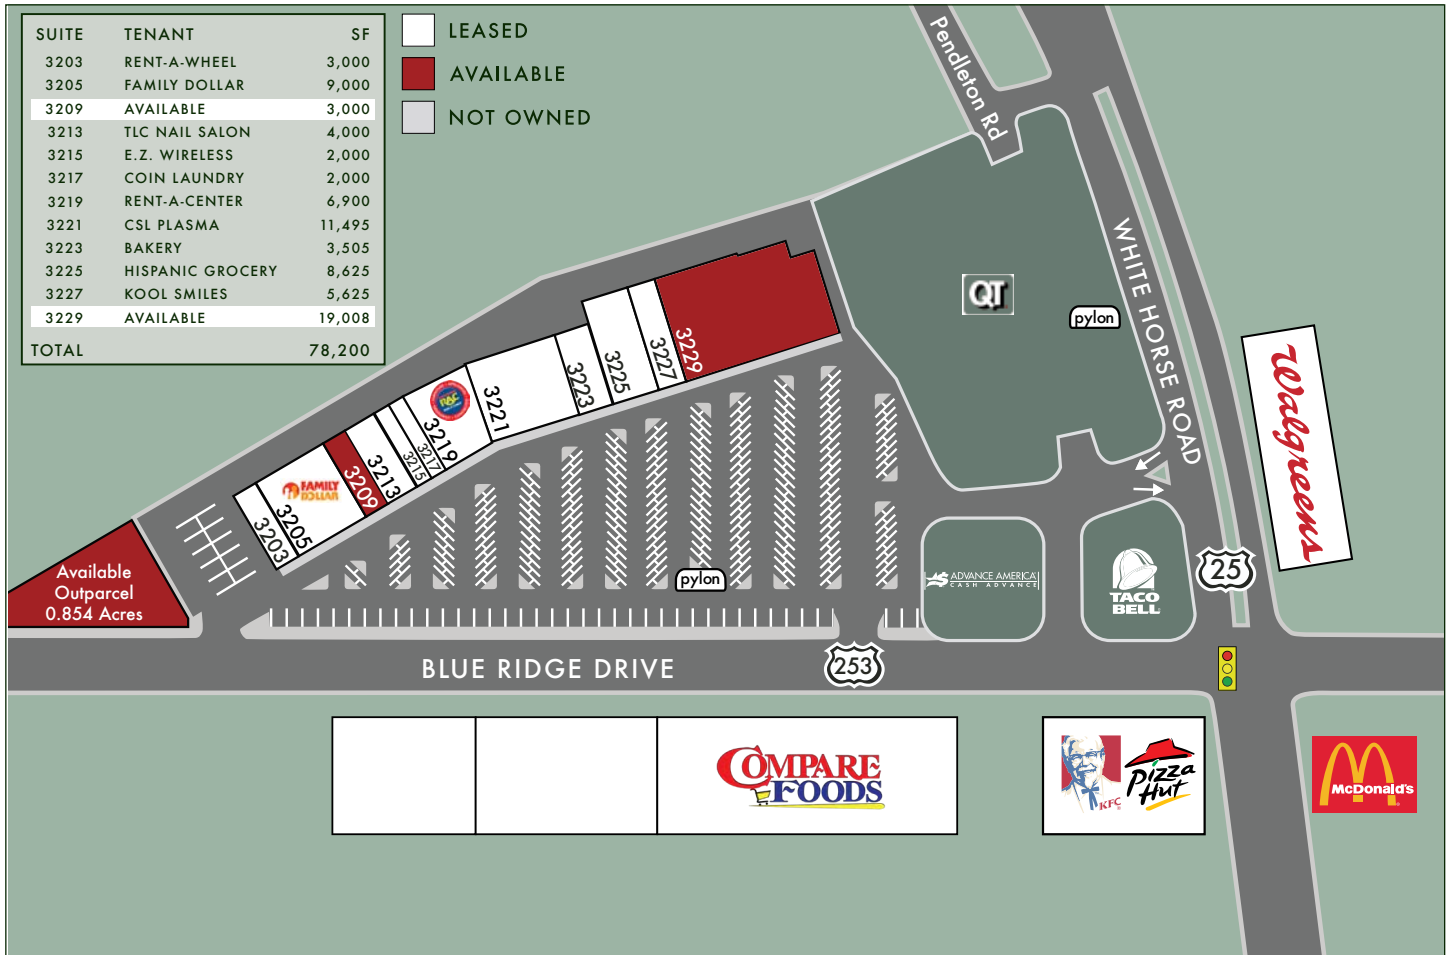 SUITE TENANT SF
3203 RENT-A-WHEEL 3,000
3205 FAMILY DOLLAR 9,000
3209 AVAILABLE 3,000
3213 TLC NAIL SALON 4,000
3215 E.Z. WIRELESS 2,000
3217 COIN LAUNDRY 2,000
3219 RENT-A-CENTER 6,900
3221 CSL PLASMA 11,495
3223 BAKERY 3,505
3225 HISPANIC GROCERY 8,625
3227 KOOL SMILES 5,625
3229 AVAILABLE 19,008
TOTAL 78,200
LEASED
AVAILABLE
NOT OWNED
Pendleton Rd
WHITE HORSE ROAD
QT
pylon
Walgreens
3229
3227
3225
3223
3221
RAC
3219
3217
3215
3213
3209
FAMILY
DOLLAR
3205
3203
Available
Outparcel
0.854 Acres
pylon
ADVANCE AMERICA
CASH ADVANCE
TACO
BELL
25
BLUE RIDGE DRIVE
253
COMPARE
FOODS
KFC
Pizza
Hut
McDonald's